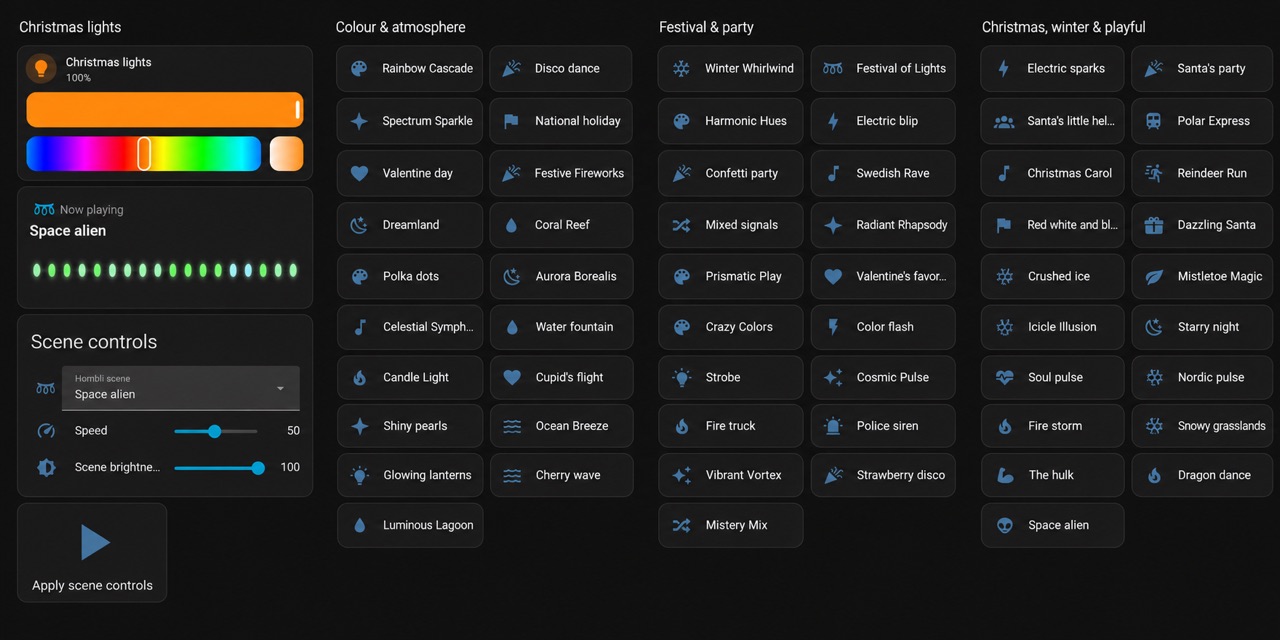 Christmas lights
Christmas lights
100%
Now playing
Space alien
Scene controls
Hombli scene
Space alien
Speed
50
Scene brightne...
100
Apply scene controls
Colour & atmosphere
Rainbow Cascade
Disco dance
Spectrum Sparkle
National holiday
Valentine day
Festive Fireworks
Dreamland
Coral Reef
Polka dots
Aurora Borealis
Celestial Symph...
Water fountain
Candle Light
Cupid's flight
Shiny pearls
Ocean Breeze
Glowing lanterns
Cherry wave
Luminous Lagoon
Festival & party
Winter Whirlwind
Festival of Lights
Harmonic Hues
Electric blip
Confetti party
Swedish Rave
Mixed signals
Radiant Rhapsody
Prismatic Play
Valentine's favor...
Crazy Colors
Color flash
Strobe
Cosmic Pulse
Fire truck
Police siren
Vibrant Vortex
Strawberry disco
Mistery Mix
Christmas, winter & playful
Electric sparks
Santa's party
Santa's little hel...
Polar Express
Christmas Carol
Reindeer Run
Red white and bl...
Dazzling Santa
Crushed ice
Mistletoe Magic
Icicle Illusion
Starry night
Soul pulse
Nordic pulse
Fire storm
Snowy grasslands
The hulk
Dragon dance
Space alien